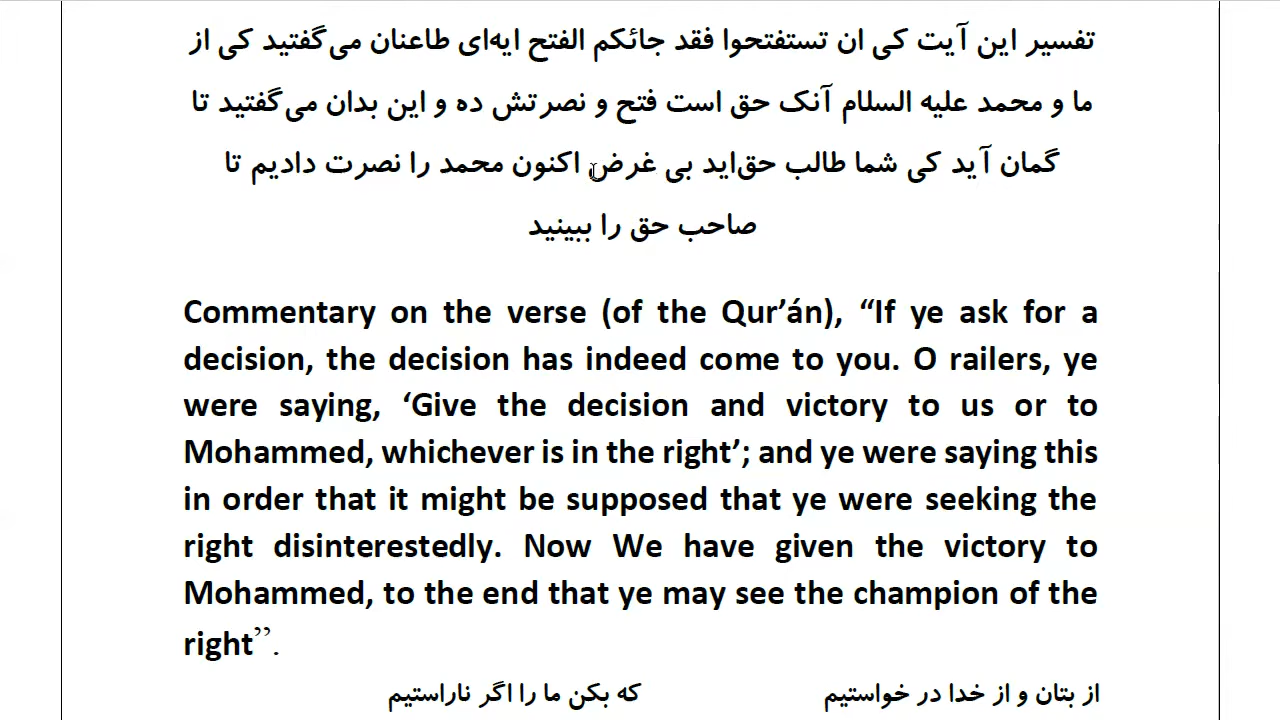 تفسیر این آیت کی ان تستفتحوا فقد جائکم الفتح ایه‌ای طاعنان می‌گفتید کی از
ما و محمد علیه السلام آنک حق است فتح و نصرتش ده و این بدان می‌گفتید تا
گمان آید کی شما طالب حق‌اید بی غرض اکنون محمد را نصرت دادیم تا
صاحب حق را ببینید
Commentary on the verse (of the Qur’án), “If ye ask for a
decision, the decision has indeed come to you. O railers, ye
were saying, ‘Give the decision and victory to us or to
Mohammed, whichever is in the right’; and ye were saying this
in order that it might be supposed that ye were seeking the
right disinterestedly. Now We have given the victory to
Mohammed, to the end that ye may see the champion of the
right”.
از بتان و از خدا در خواستیم که بکن ما را اگر ناراستیم